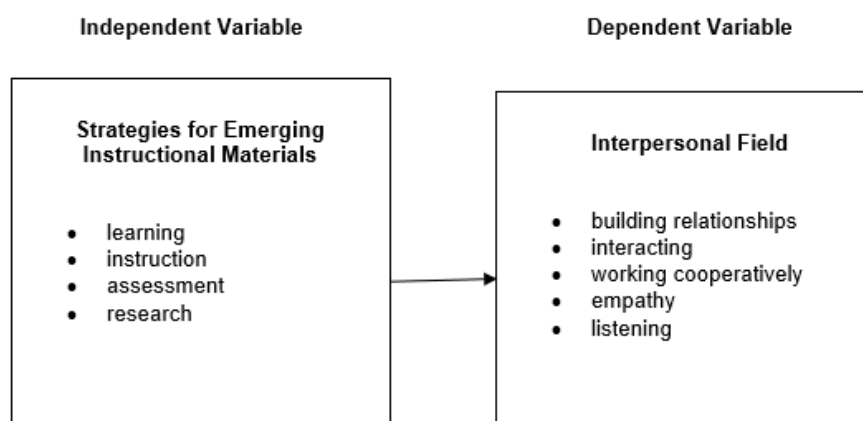 Independent Variable
Dependent Variable
Strategies for Emerging
Instructional Materials
• learning
• instruction
• assessment
• research
Interpersonal Field
• building relationships
• interacting
• working cooperatively
• empathy
• listening